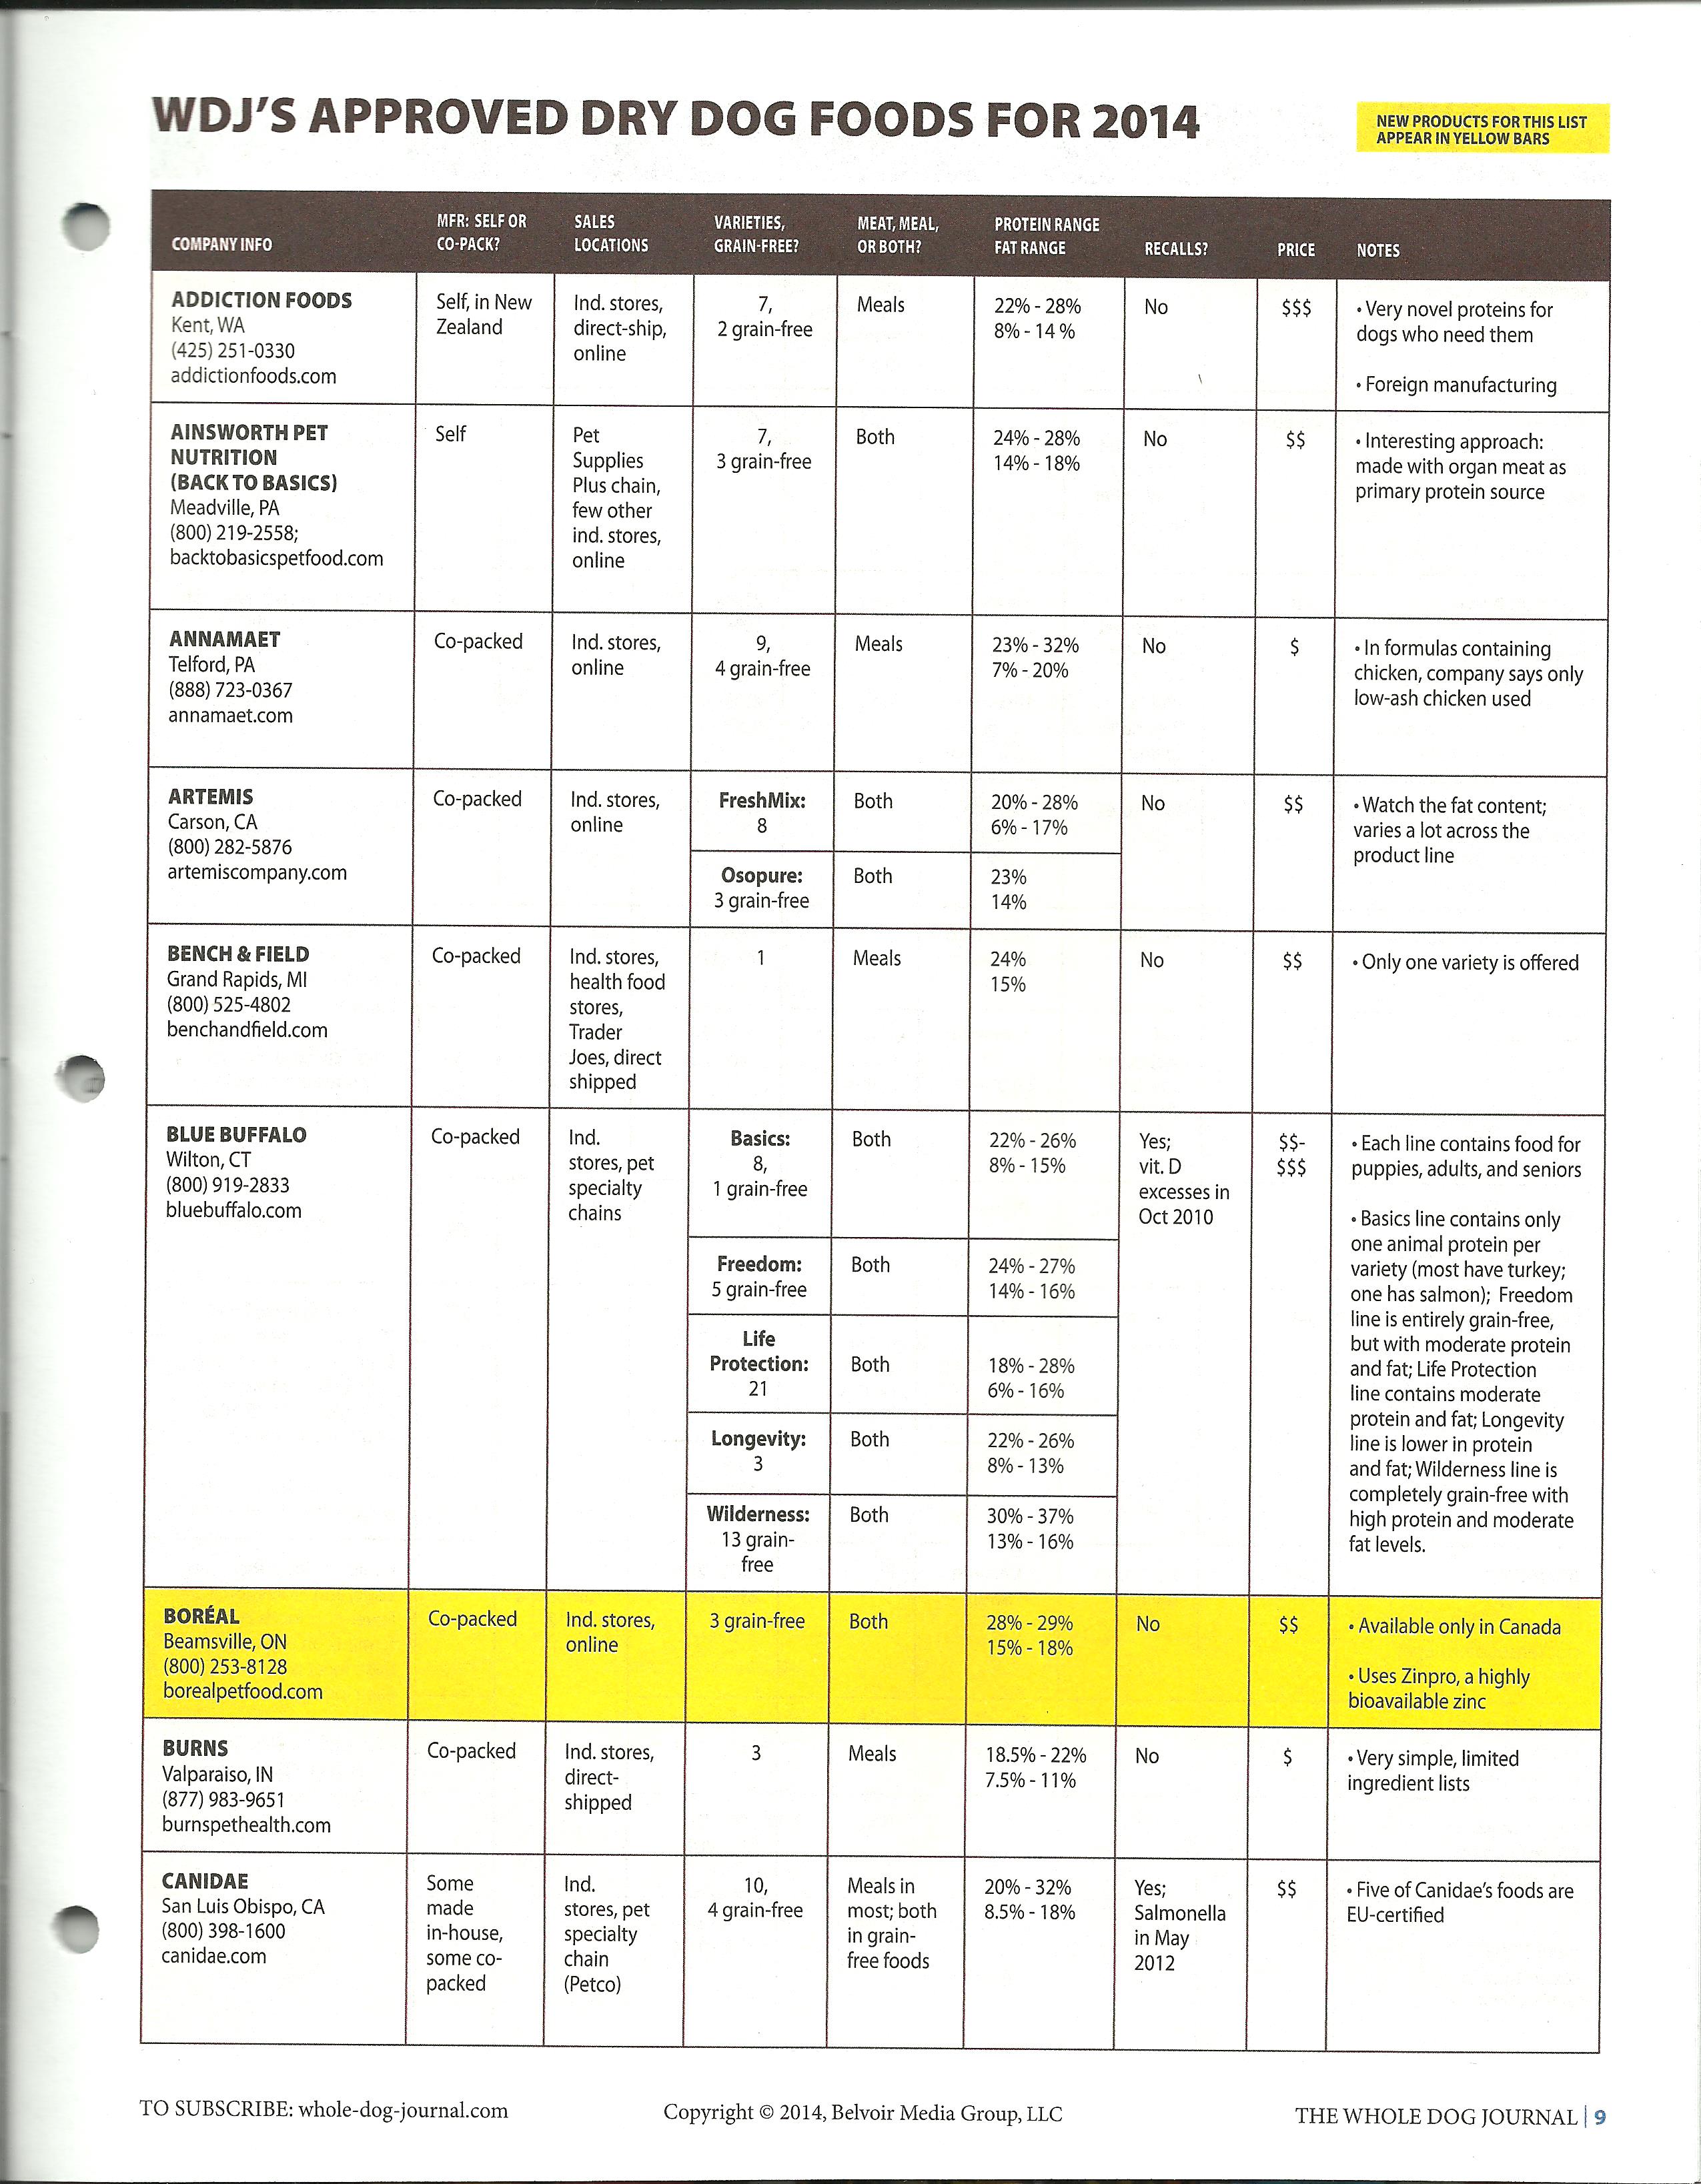 WDJ'S APPROVED DRY DOG FOODS FOR 2014
NEW PRODUCTS FOR THIS LIST
APPEAR IN YELLOW BARS
COMPANY INFO
MFR: SELF OR
CO-PACK?
SALES
LOCATIONS
VARIETIES,
GRAIN-FREE?
MEAT, MEAL,
OR BOTH?
PROTEIN RANGE
FAT RANGE
RECALLS?
PRICE
NOTES
ADDICTION FOODS
Kent, WA
(425) 251-0330
addictionfoods.com
Self, in New
Zealand
Ind. stores,
direct-ship,
online
7,
2 grain-free
Meals
22% - 28%
8% - 14 %
No
$$$
• Very novel proteins for
dogs who need them
• Foreign manufacturing
AINSWORTH PET
NUTRITION
(BACK TO BASICS)
Meadville, PA
(800) 219-2558;
backtobasicspetfood.com
Self
Pet
Supplies
Plus chain,
few other
ind. stores,
online
7,
3 grain-free
Both
24% - 28%
14% - 18%
No
$$
• Interesting approach:
made with organ meat as
primary protein source
ANNAMAET
Telford, PA
(888) 723-0367
annamaet.com
Co-packed
Ind. stores,
online
9,
4 grain-free
Meals
23% - 32%
7% - 20%
No
$
• In formulas containing
chicken, company says only
low-ash chicken used
ARTEMIS
Carson, CA
(800) 282-5876
artemiscompany.com
Co-packed
Ind. stores,
online
FreshMix:
8
Both
20% - 28%
6% - 17%
Osopure:
3 grain-free
Both
23%
14%
No
$$
• Watch the fat content;
varies a lot across the
product line
BENCH & FIELD
Grand Rapids, MI
(800) 525-4802
benchandfield.com
Co-packed
Ind. stores,
health food
stores,
Trader
Joes, direct
shipped
1
Meals
24%
15%
No
$$
• Only one variety is offered
BLUE BUFFALO
Wilton, CT
(800) 919-2833
bluebuffalo.com
Co-packed
Ind.
stores, pet
specialty
chains
Basics:
8,
1 grain-free
Both
22% - 26%
8% - 15%
Freedom:
5 grain-free
Both
24% - 27%
14% - 16%
Life
Protection:
21
Both
18% - 28%
6% - 16%
Longevity:
3
Both
22% - 26%
8% - 13%
Wilderness:
13 grain-
free
Both
30% - 37%
13% - 16%
Yes;
vit. D
excesses in
Oct 2010
$$-
$$$
• Each line contains food for
puppies, adults, and seniors
• Basics line contains only
one animal protein per
variety (most have turkey;
one has salmon); Freedom
line is entirely grain-free,
but with moderate protein
and fat; Life Protection
line contains moderate
protein and fat; Longevity
line is lower in protein
and fat; Wilderness line is
completely grain-free with
high protein and moderate
fat levels.
BORÉAL
Beamsville, ON
(800) 253-8128
borealpetfood.com
Co-packed
Ind. stores,
online
3 grain-free
Both
28% - 29%
15% - 18%
No
$$
• Available only in Canada
• Uses Zinpro, a highly
bioavailable zinc
BURNS
Valparaiso, IN
(877) 983-9651
burnspethealth.com
Co-packed
Ind. stores,
direct-
shipped
3
Meals
18.5% - 22%
7.5% - 11%
No
$
• Very simple, limited
ingredient lists
CANIDAE
San Luis Obispo, CA
(800) 398-1600
canidae.com
Some
made
in-house,
some co-
packed
Ind.
stores, pet
specialty
chain
(Petco)
10,
4 grain-free
Meals in
most; both
in grain-
free foods
20% - 32%
8.5% - 18%
Yes;
Salmonella
in May
2012
$$
• Five of Canidae's foods are
EU-certified
TO SUBSCRIBE: whole-dog-journal.com
Copyright © 2014, Belvoir Media Group, LLC
THE WHOLE DOG JOURNAL | 9